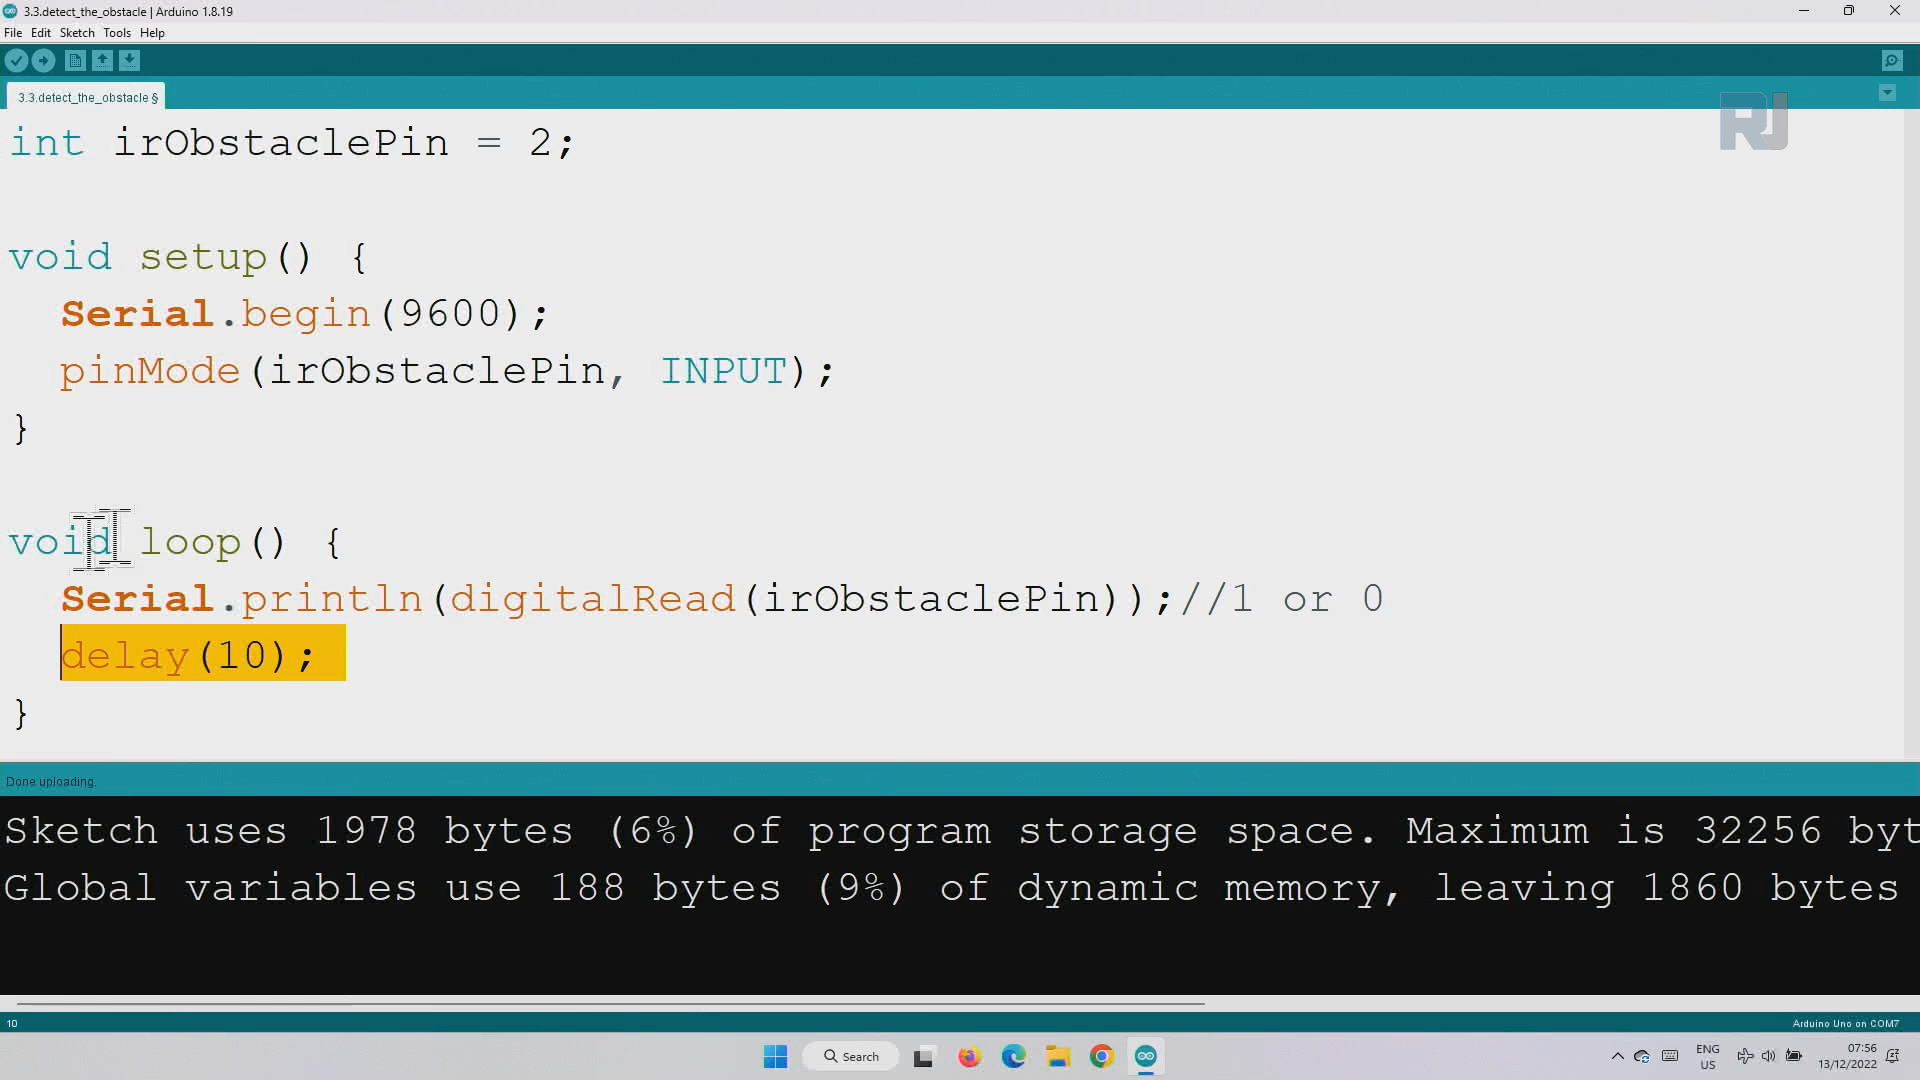 3.3.detect_the_obstacle | Arduino 1.8.19
File Edit Sketch Tools Help
3.3.detect_the_obstacle §
RJ
int irObstaclePin = 2;
void setup() {
Serial.begin(9600);
pinMode(irObstaclePin, INPUT);
}
void loop() {
Serial.println(digitalRead(irObstaclePin));//1 or 0
delay(10);
}
Done uploading.
Sketch uses 1978 bytes (6%) of program storage space. Maximum is 32256 byt
Global variables use 188 bytes (9%) of dynamic memory, leaving 1860 bytes
10
Arduino Uno on COM7
Search
ENG
US
07:56
13/12/2022